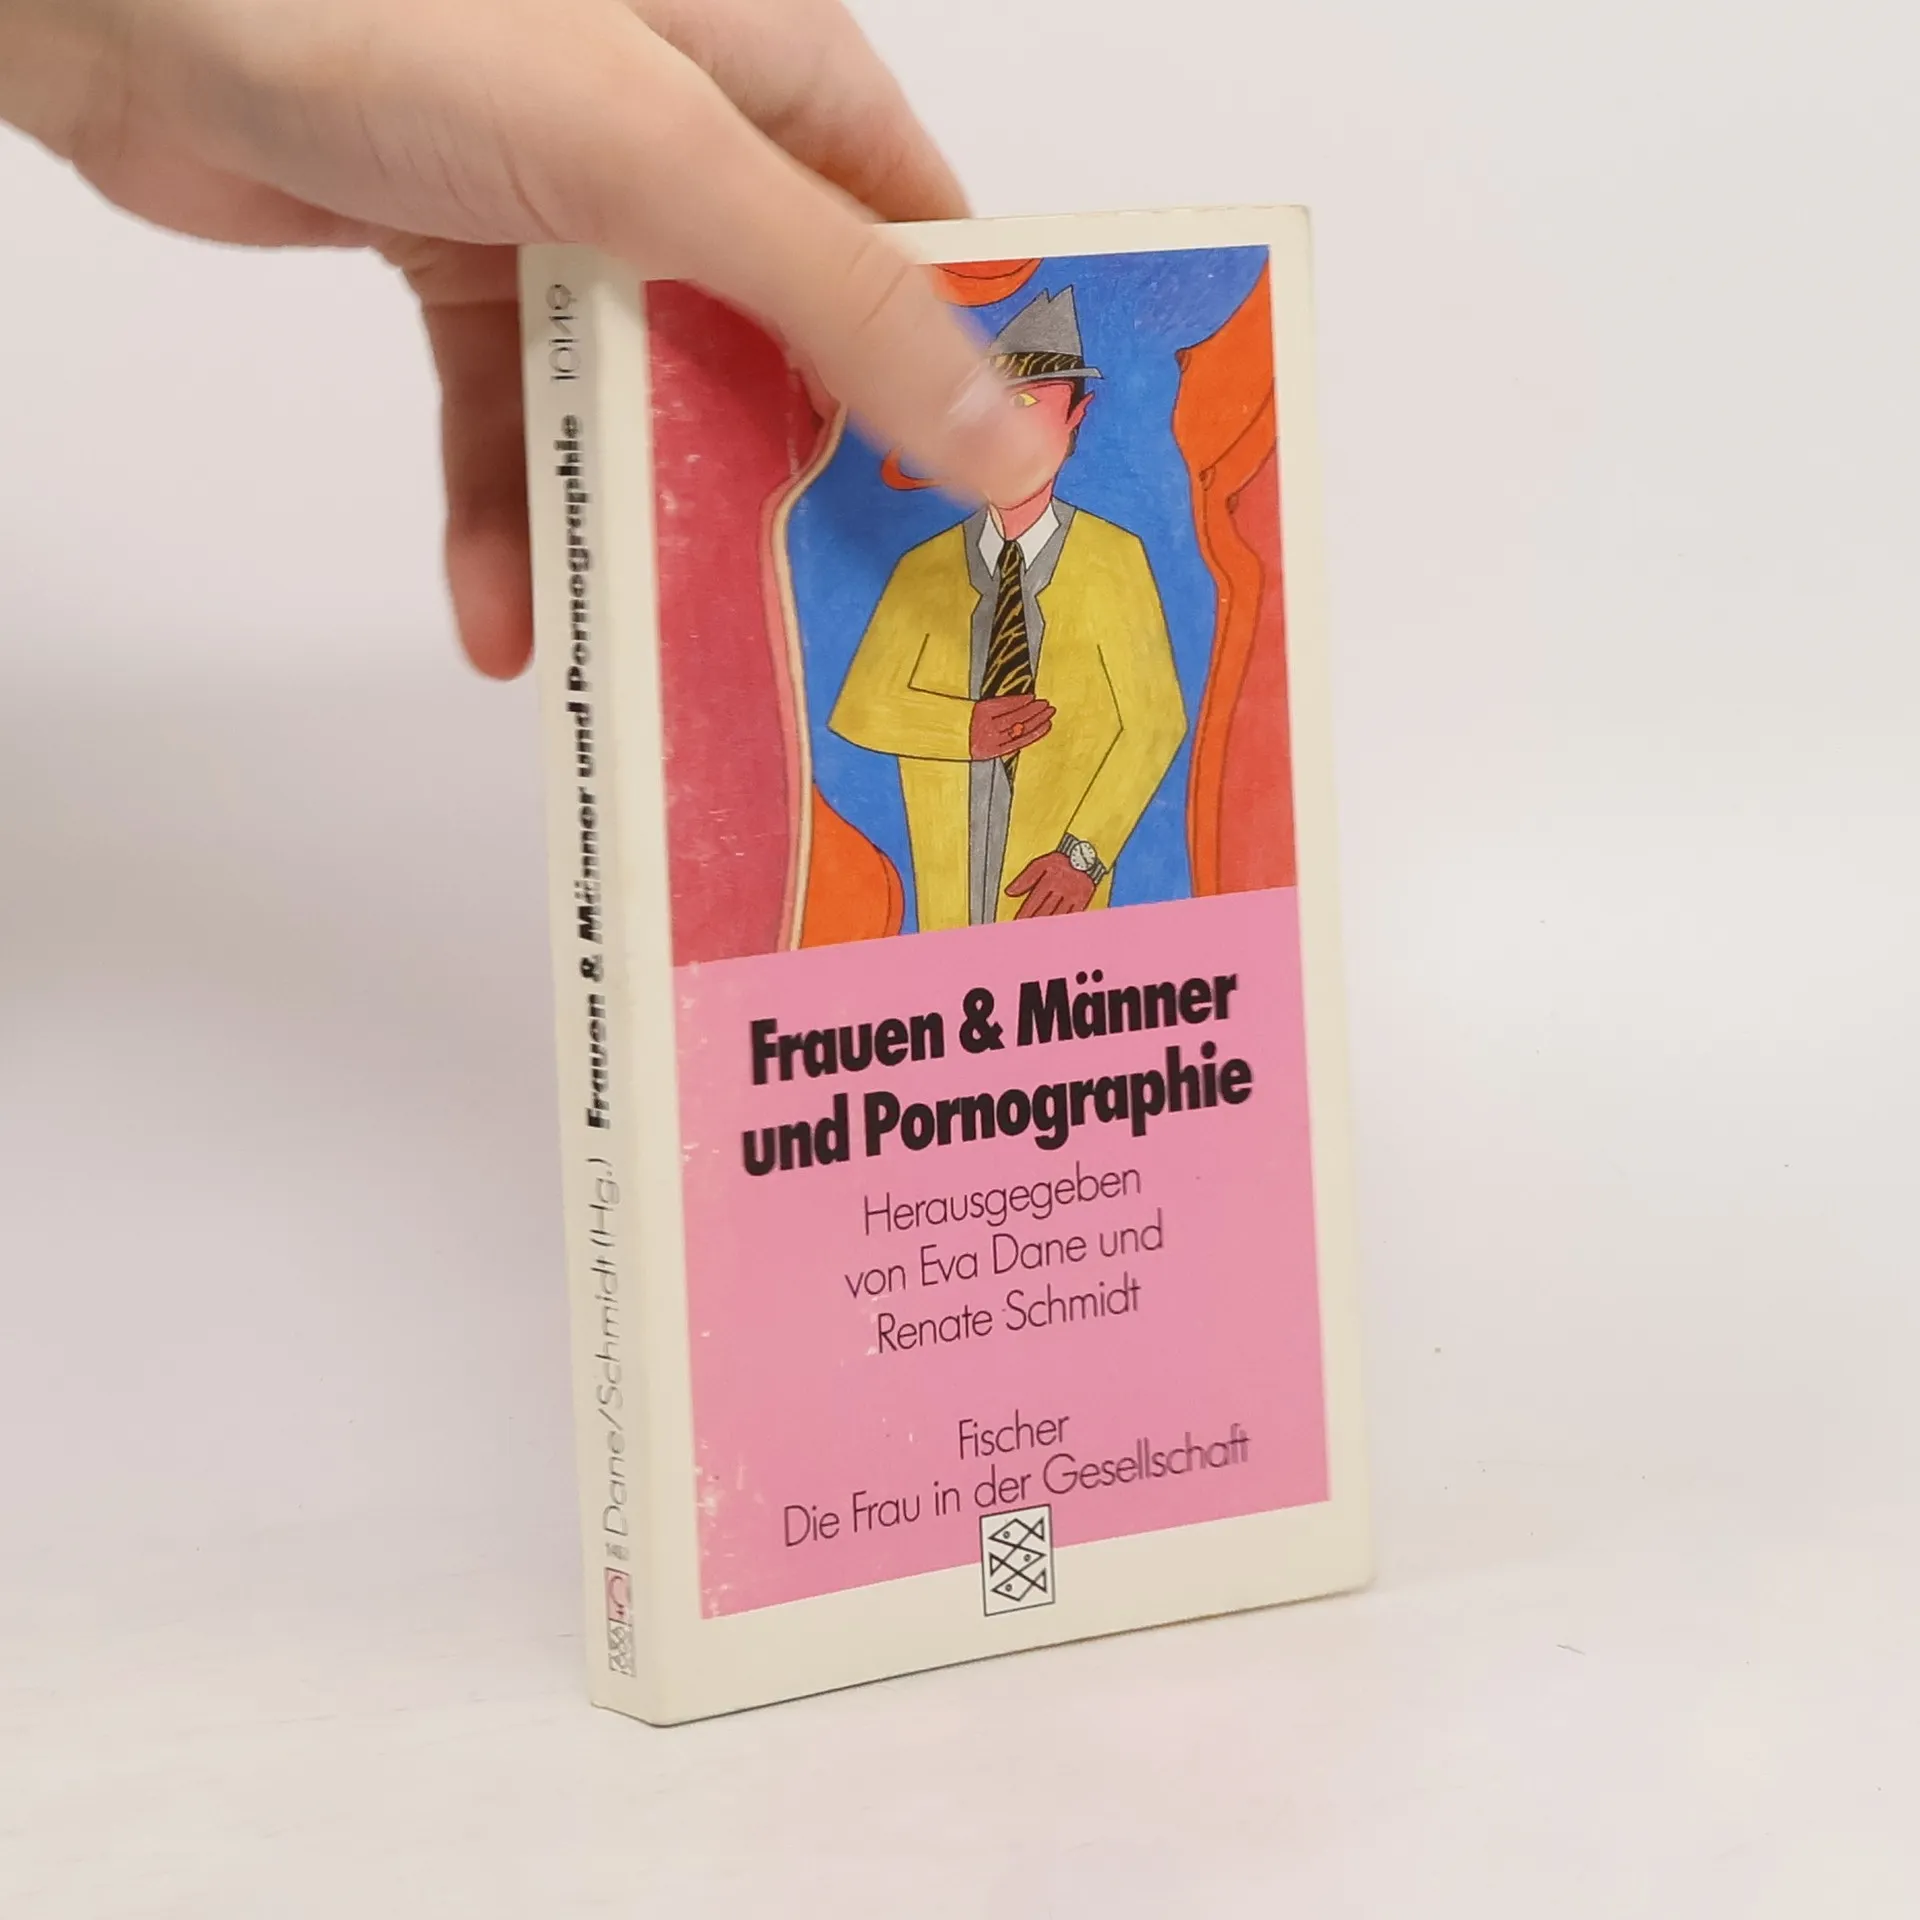 Frauen & Männer
und Pornographie
Herausgegeben
von Eva Dane und
Renate Schmidt
Fischer
Die Frau in der Gesellschaft
Dane/Schmidt (Hg.) Frauen & Männer und Pornographie 10149